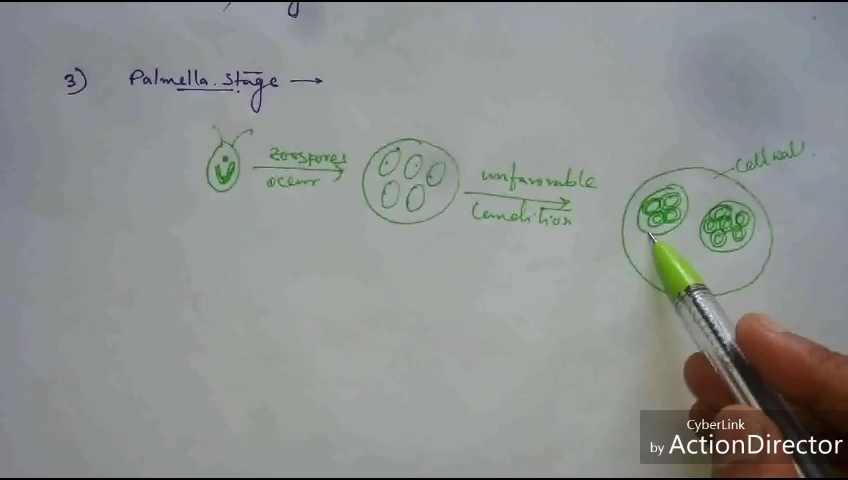 3) Palmella. Stage →
Zoospores
occur
unfavorable
Condition
cell wall.
CyberLink
by ActionDirector